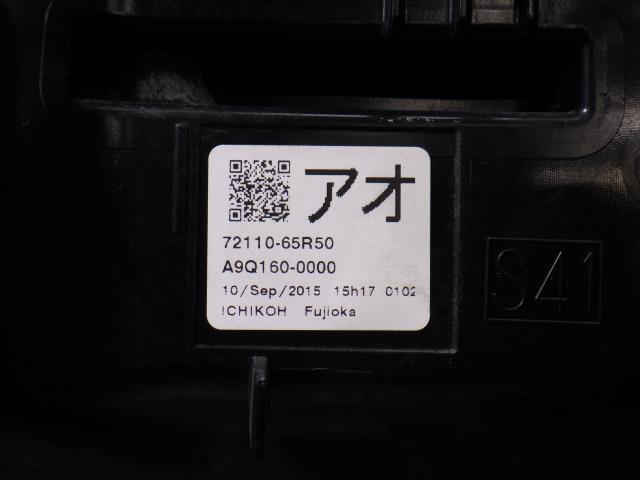 アオ
72110-65R50
A9Q160-0000
10/Sep/2015 15h17 0102
ICHIKOH Fujioka
S41